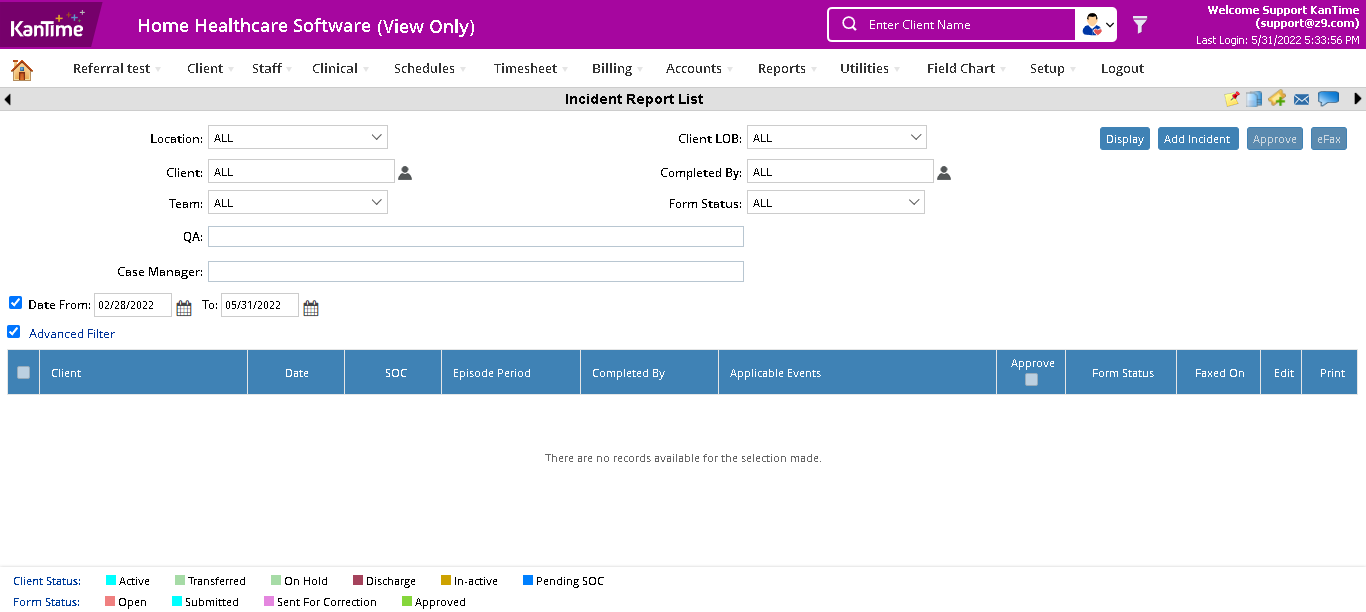 KanTime
Home Healthcare Software (View Only)
Enter Client Name
Welcome Support KanTime
(support@z9.com)
Last Login: 5/31/2022 5:33:56 PM
Referral test Client Staff Clinical Schedules Timesheet Billing Accounts Reports Utilities Field Chart Setup Logout
Incident Report List
Location: ALL Client LOB: ALL Display Add Incident Approve eFax
Client: ALL Completed By: ALL
Team: ALL Form Status: ALL
QA:
Case Manager:
Date From: 02/28/2022 To: 05/31/2022
Advanced Filter
Client Date SOC Episode Period Completed By Applicable Events Approve Form Status Faxed On Edit Print
There are no records available for the selection made.
Client Status: Active Transferred On Hold Discharge In-active Pending SOC
Form Status: Open Submitted Sent For Correction Approved